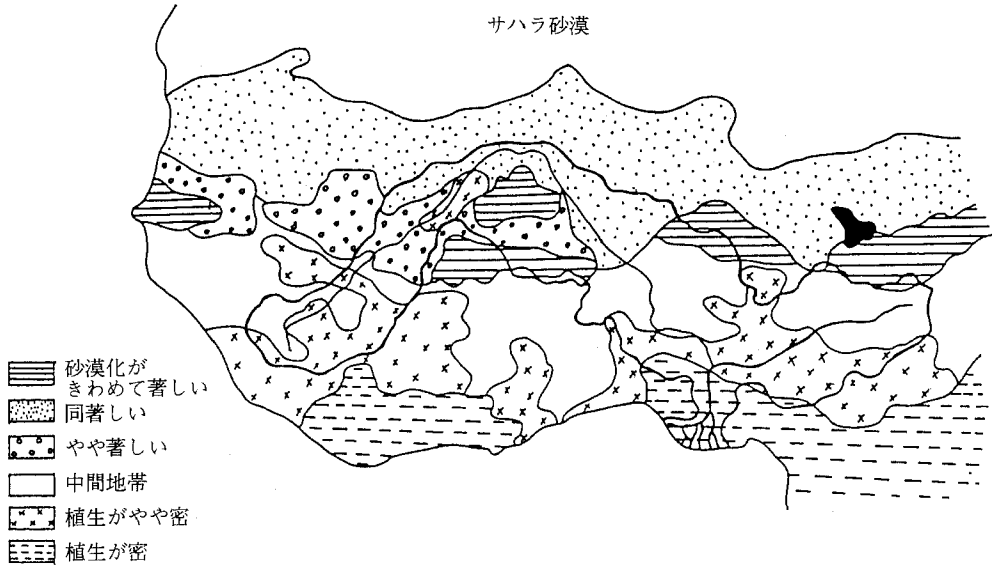 サハラ砂漠
砂漠化が
きわめて著しい
同著しい
やや著しい
中間地帯
植生がやや密
植生が密